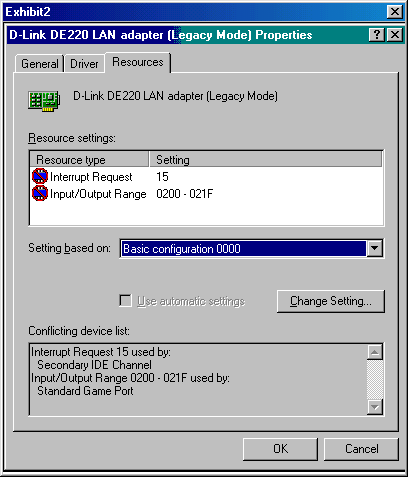 Exhibit2
D-Link DE220 LAN adapter (Legacy Mode) Properties
General Driver Resources
D-Link DE220 LAN adapter (Legacy Mode)
Resource settings:
Resource type Setting
Interrupt Request 15
Input/Output Range 0200 - 021F
Setting based on: Basic configuration 0000
Use automatic settings Change Setting...
Conflicting device list:
Interrupt Request 15 used by:
Secondary IDE Channel
Input/Output Range 0200 - 021F used by:
Standard Game Port
OK Cancel